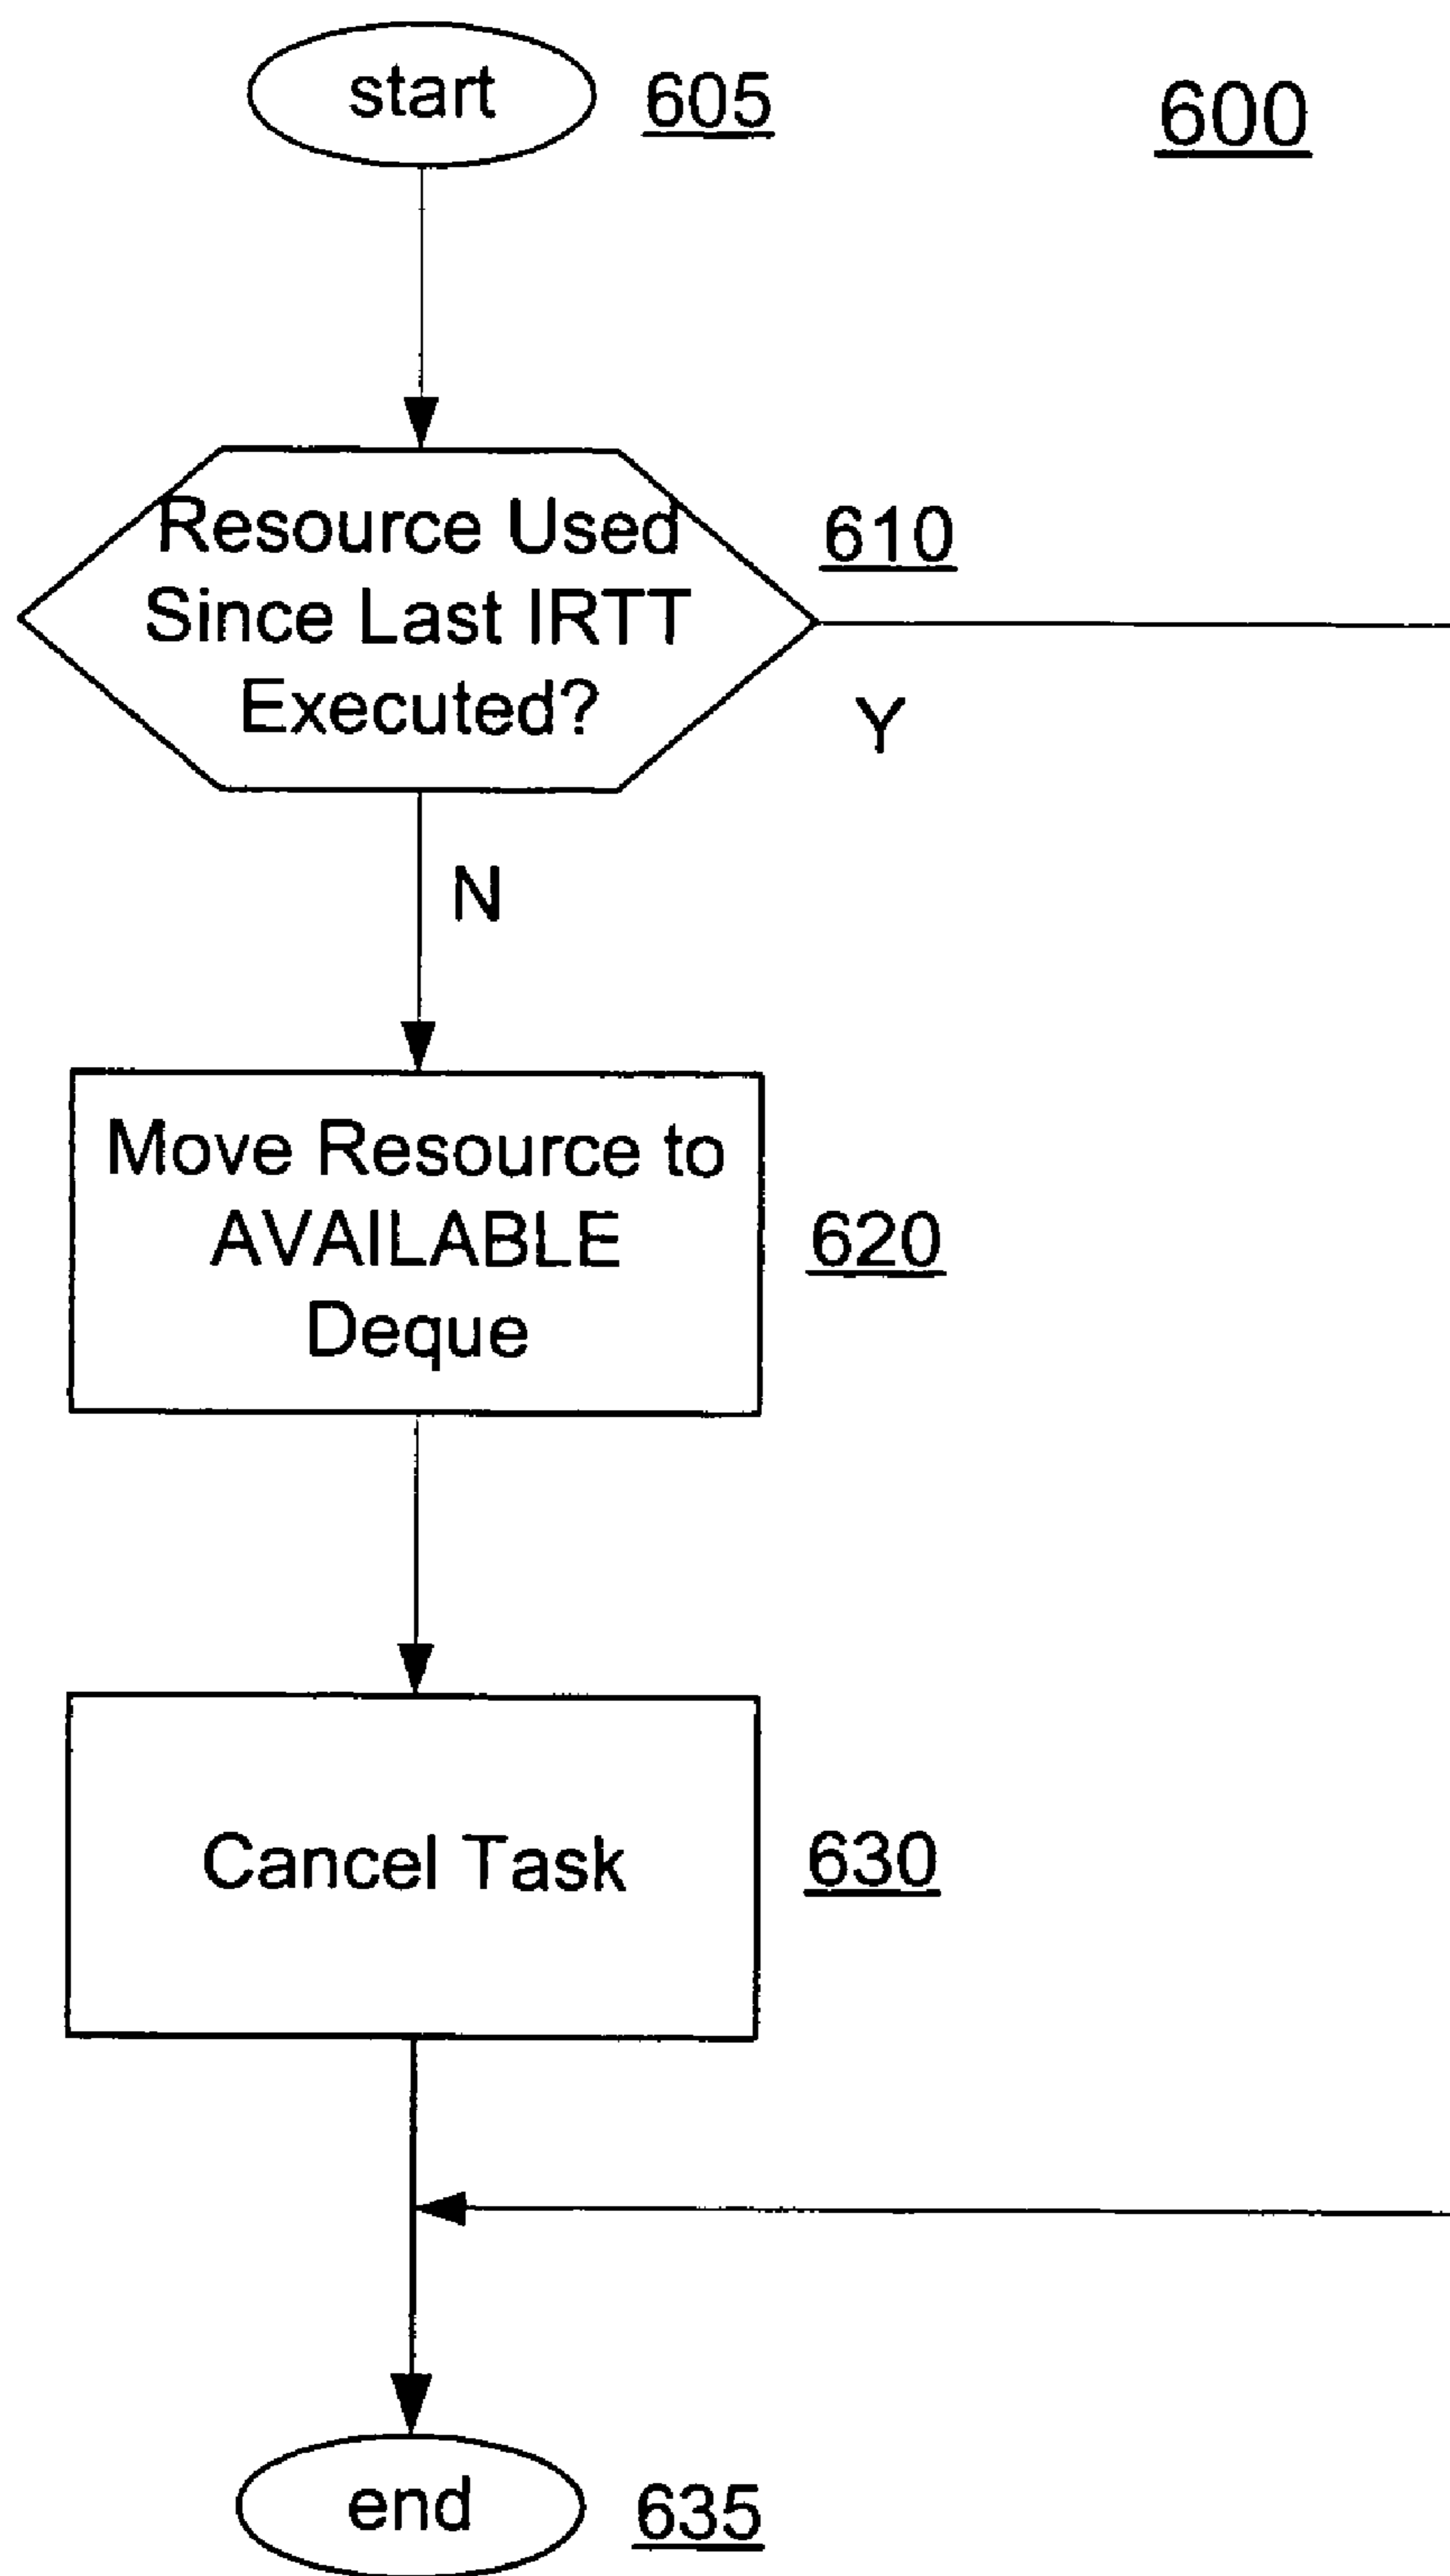 start
605
600
Resource Used
Since Last IRTT
Executed?
610
Y
N
Move Resource to
AVAILABLE
Deque
620
Cancel Task
630
end
635